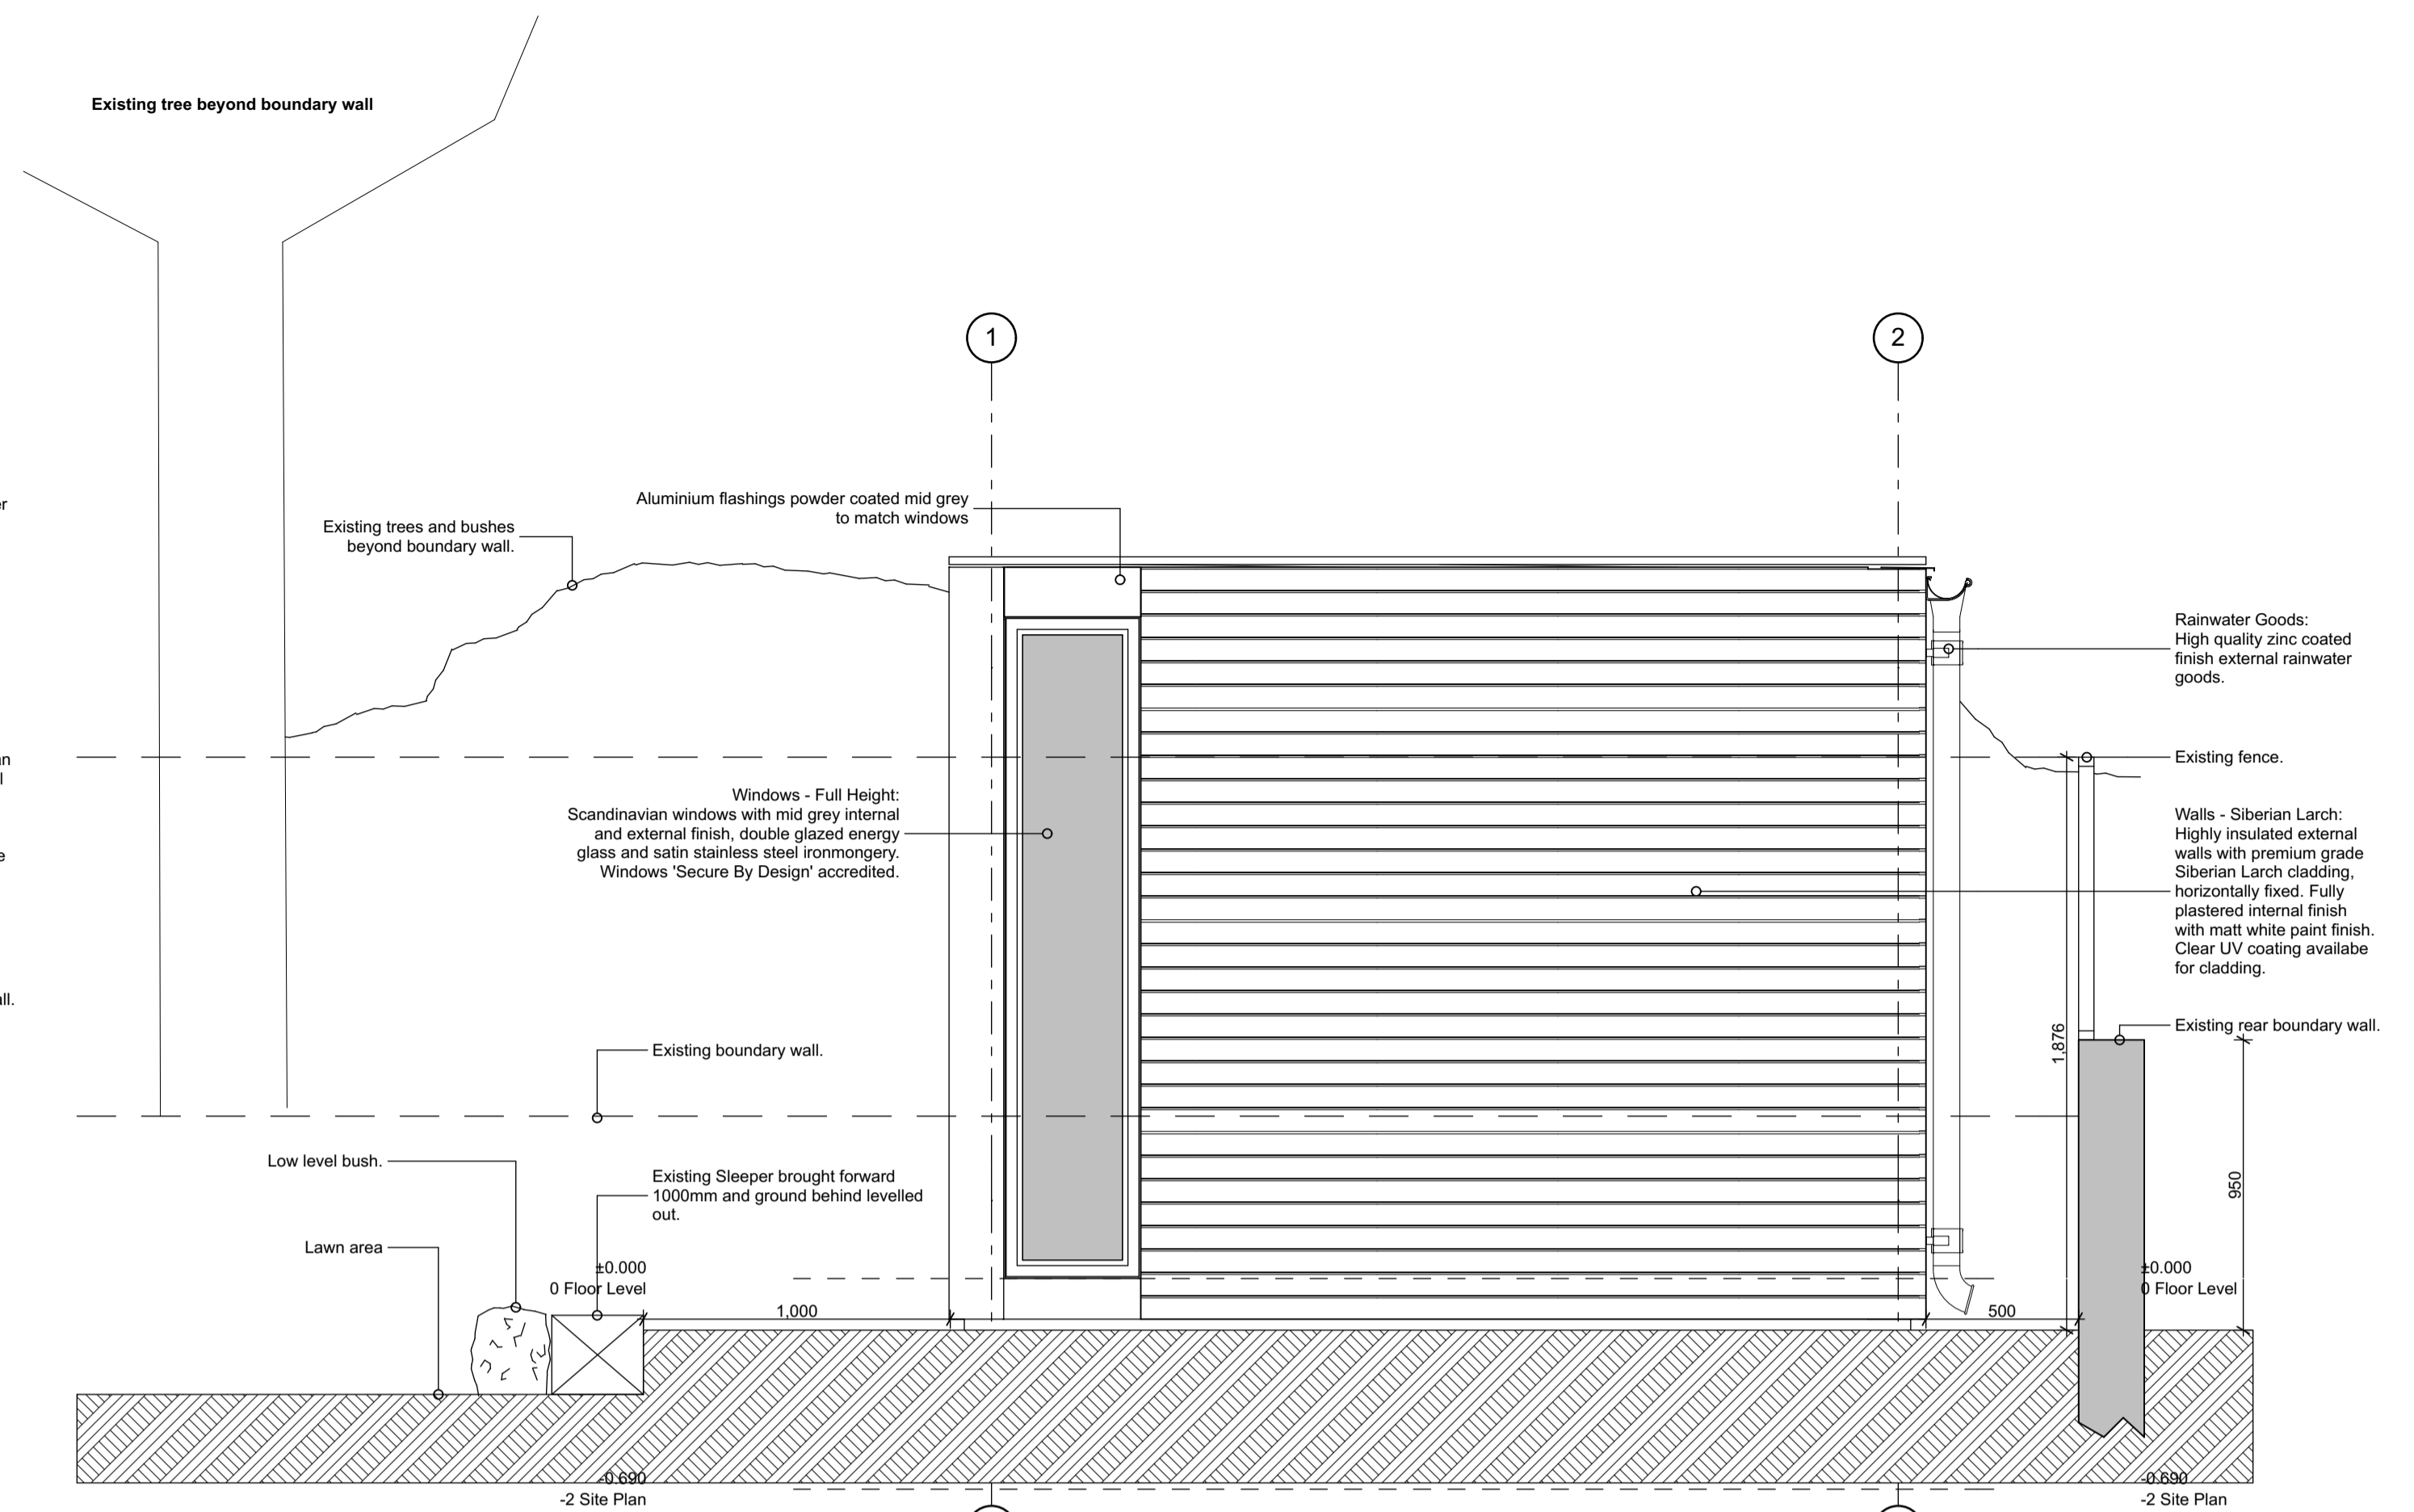 Existing tree beyond boundary wall
1
2
er
Aluminium flashings powder coated mid grey
to match windows
Existing trees and bushes
beyond boundary wall.
Rainwater Goods:
High quality zinc coated
finish external rainwater
goods.
an
l
Existing fence.
Windows - Full Height:
Scandinavian windows with mid grey internal
and external finish, double glazed energy
glass and satin stainless steel ironmongery.
Windows 'Secure By Design' accredited.
Walls - Siberian Larch:
Highly insulated external
walls with premium grade
Siberian Larch cladding,
horizontally fixed. Fully
plastered internal finish
with matt white paint finish.
Clear UV coating availabe
for cladding.
e
all.
Existing boundary wall.
1,876
Existing rear boundary wall.
950
Low level bush.
Existing Sleeper brought forward
1000mm and ground behind levelled
out.
Lawn area
±0.000
0 Floor Level
1,000
500
±0.000
0 Floor Level
-0.690
-2 Site Plan
-0.690
-2 Site Plan